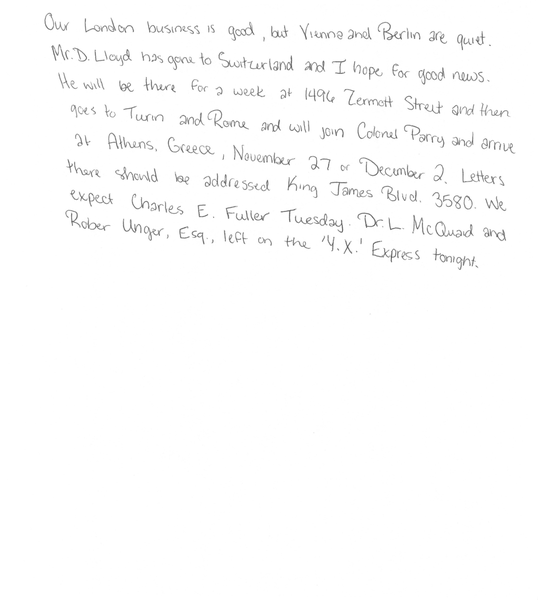 Our London business is good, but Vienne and Berlin are quiet.
Mr. D. Lloyd has gone to Switzerland and I hope for good news.
He will be there for a week at 1496 Zermott Street and then
goes to Turin and Rome and will join Colonel Parry and arrive
at Athens, Greece, November 27 or December 2. Letters
there should be addressed King James Blvd. 3580. We
expect Charles E. Fuller Tuesday. Dr. L. McQuaid and
Rober Unger, Esq., left on the 'Y.X.' Express tonight.